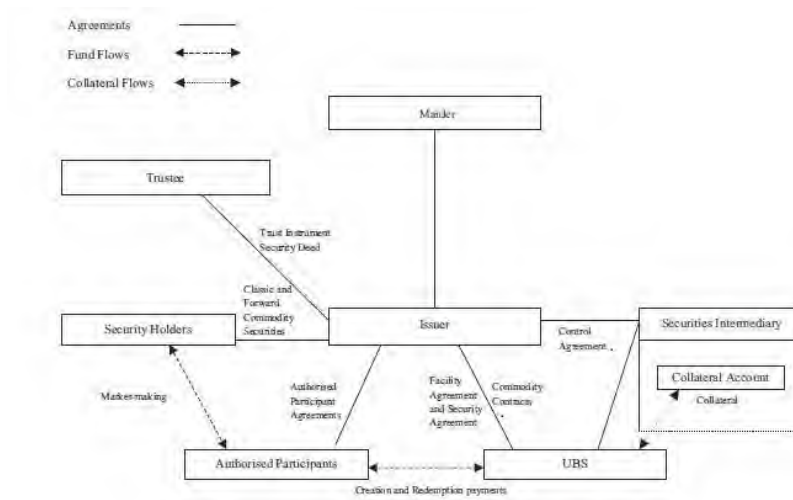 Agreements
Fund Flows
Collateral Flows
Manler
Trustee
Trust Instrument
Security Deed
Classic and
Forward
Commodity
Securities
Security Holders
Issuer
Securities Intermediary
Control
Agreement
Collateral Account
Collateral
Market-making
Authorised
Participant
Agreements
Facility
Agreement
and Security
Agreement
Commodity
Contracts
Authorised Participants
UBS
Creation and Redemption payments